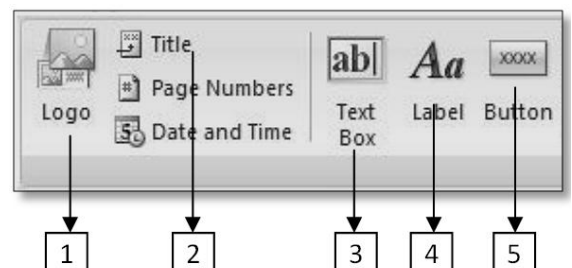 Title
Page Numbers
Date and Time
Logo
ab|
Text
Box
Aa
Label
xxxx
Button
1
2
3
4
5